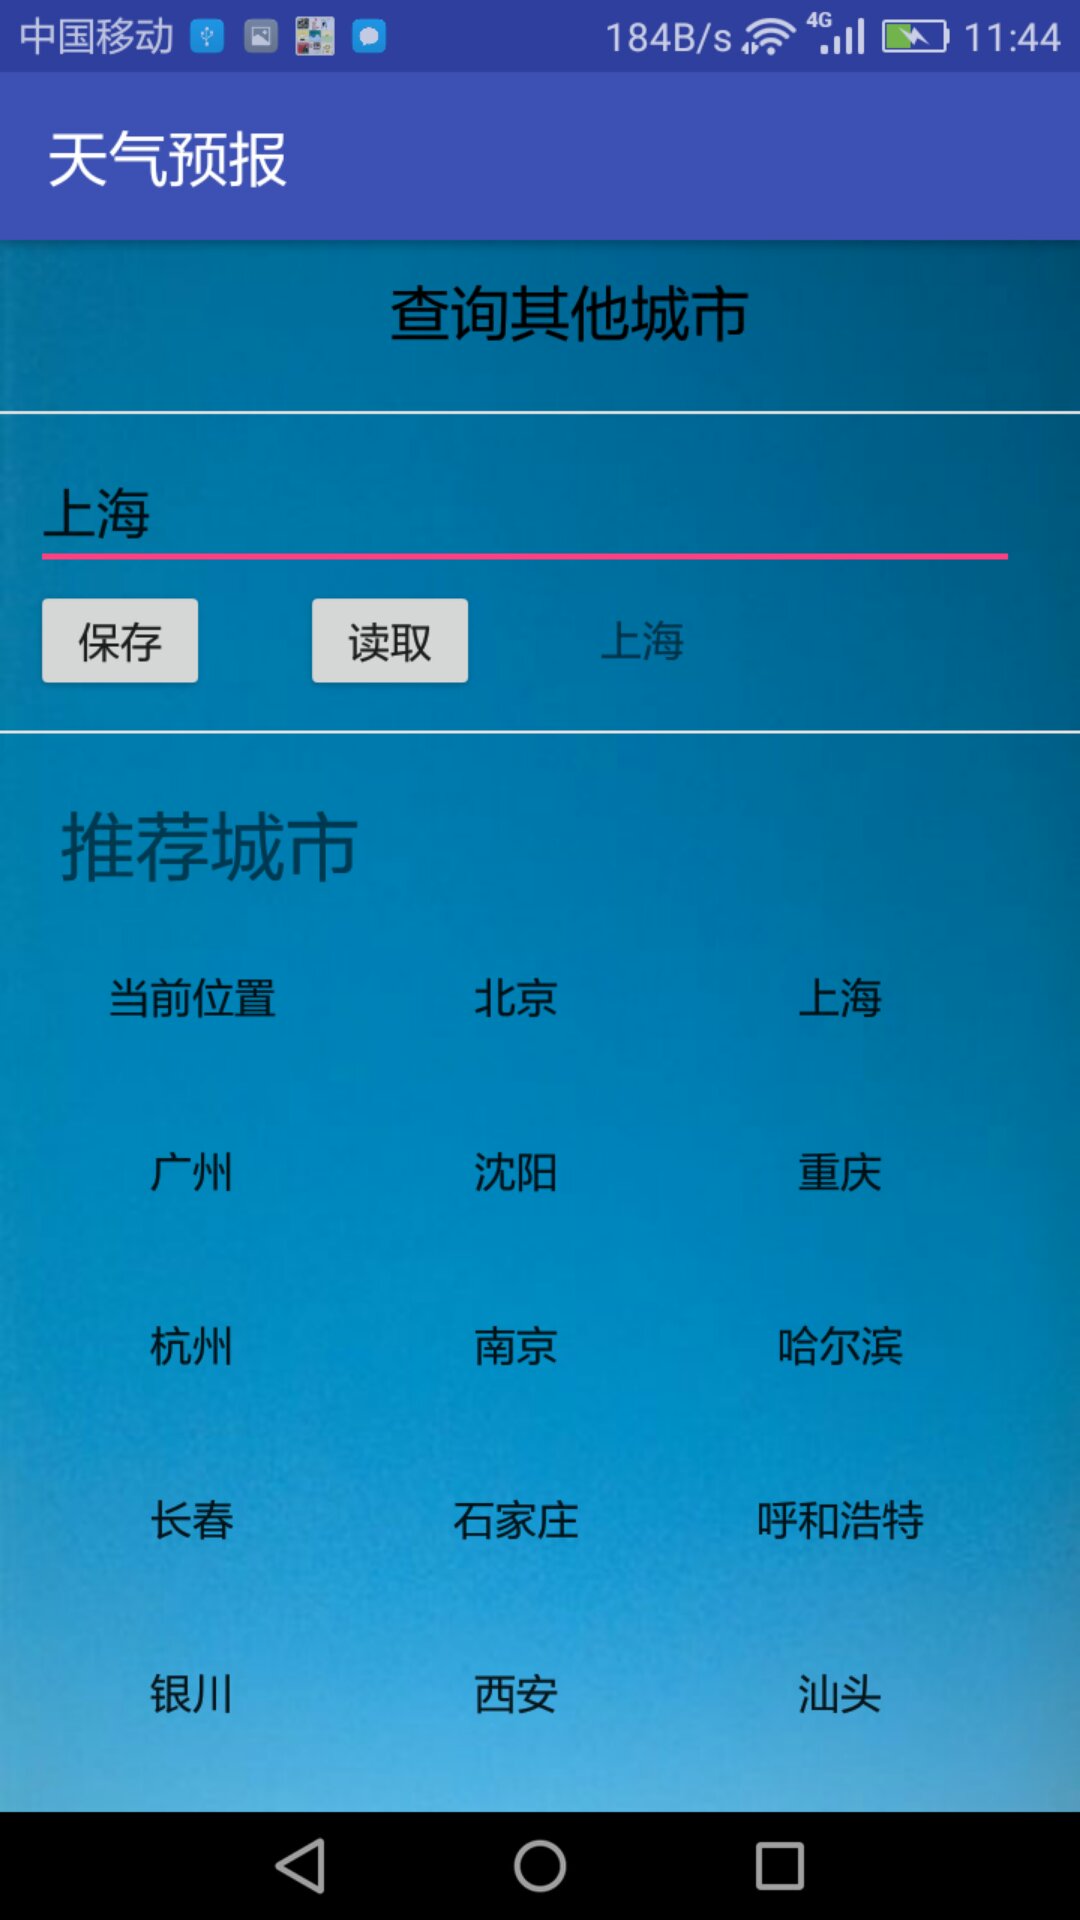 中国移动 184B/s 4G 11:44
天气预报
查询其他城市
上海
保存 读取 上海
推荐城市
当前位置 北京 上海
广州 沈阳 重庆
杭州 南京 哈尔滨
长春 石家庄 呼和浩特
银川 西安 汕头